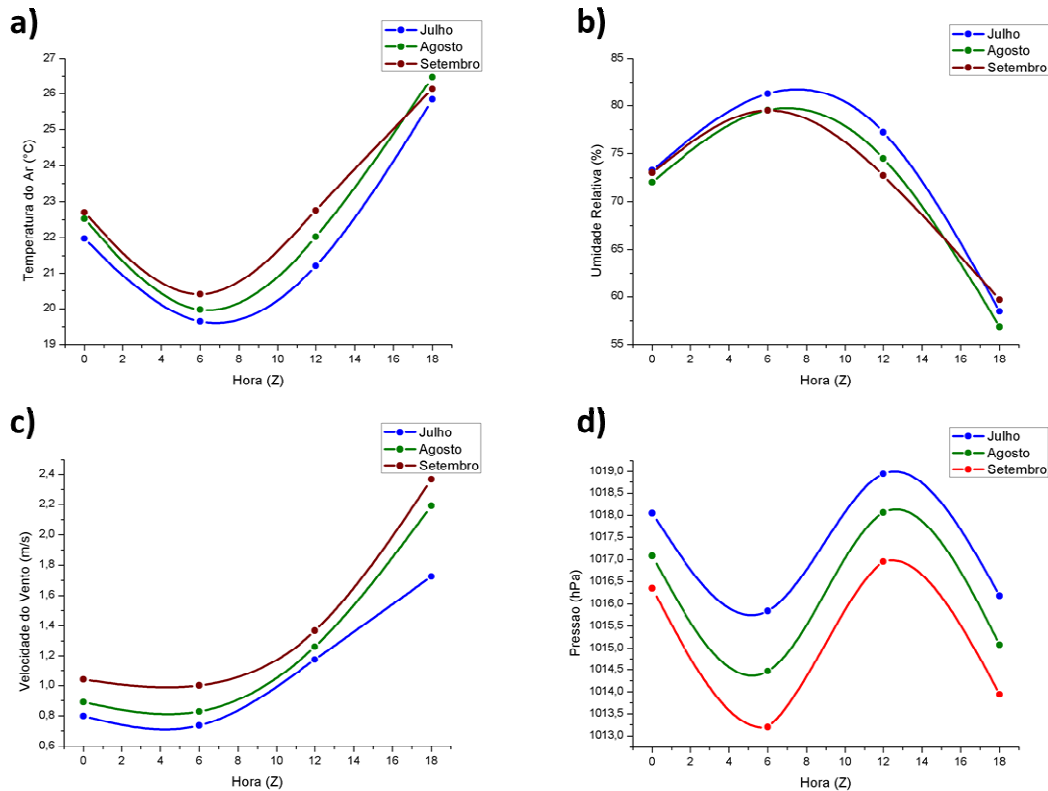 a)
Julho
Agosto
Setembro
27
26
25
24
23
22
21
20
19
Temperatura do Ar (°C)
0 2 4 6 8 10 12 14 16 18
Hora (Z)
b)
Julho
Agosto
Setembro
85
80
75
70
65
60
55
Umidade Relativa (%)
0 2 4 6 8 10 12 14 16 18
Hora (Z)
c)
Julho
Agosto
Setembro
2,4
2,2
2,0
1,8
1,6
1,4
1,2
1,0
0,8
0,6
Velocidade do Vento (m/s)
0 2 4 6 8 10 12 14 16 18
Hora (Z)
d)
Julho
Agosto
Setembro
1019,0
1018,5
1018,0
1017,5
1017,0
1016,5
1016,0
1015,5
1015,0
1014,5
1014,0
1013,5
1013,0
Pressao (hPa)
0 2 4 6 8 10 12 14 16 18
Hora (Z)